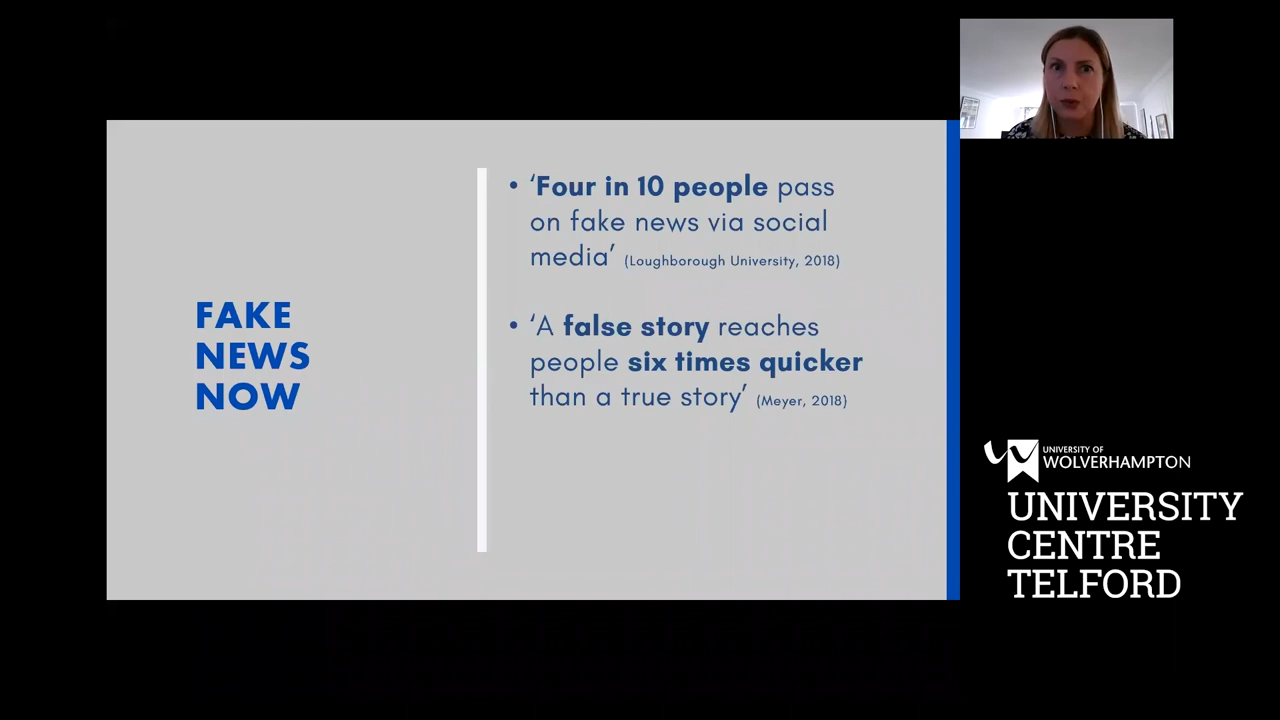 FAKE
NEWS
NOW
• ‘Four in 10 people pass
on fake news via social
media’ (Loughborough University, 2018)
• ‘A false story reaches
people six times quicker
than a true story’ (Meyer, 2018)
UNIVERSITY OF
WOLVERHAMPTON
UNIVERSITY
CENTRE
TELFORD